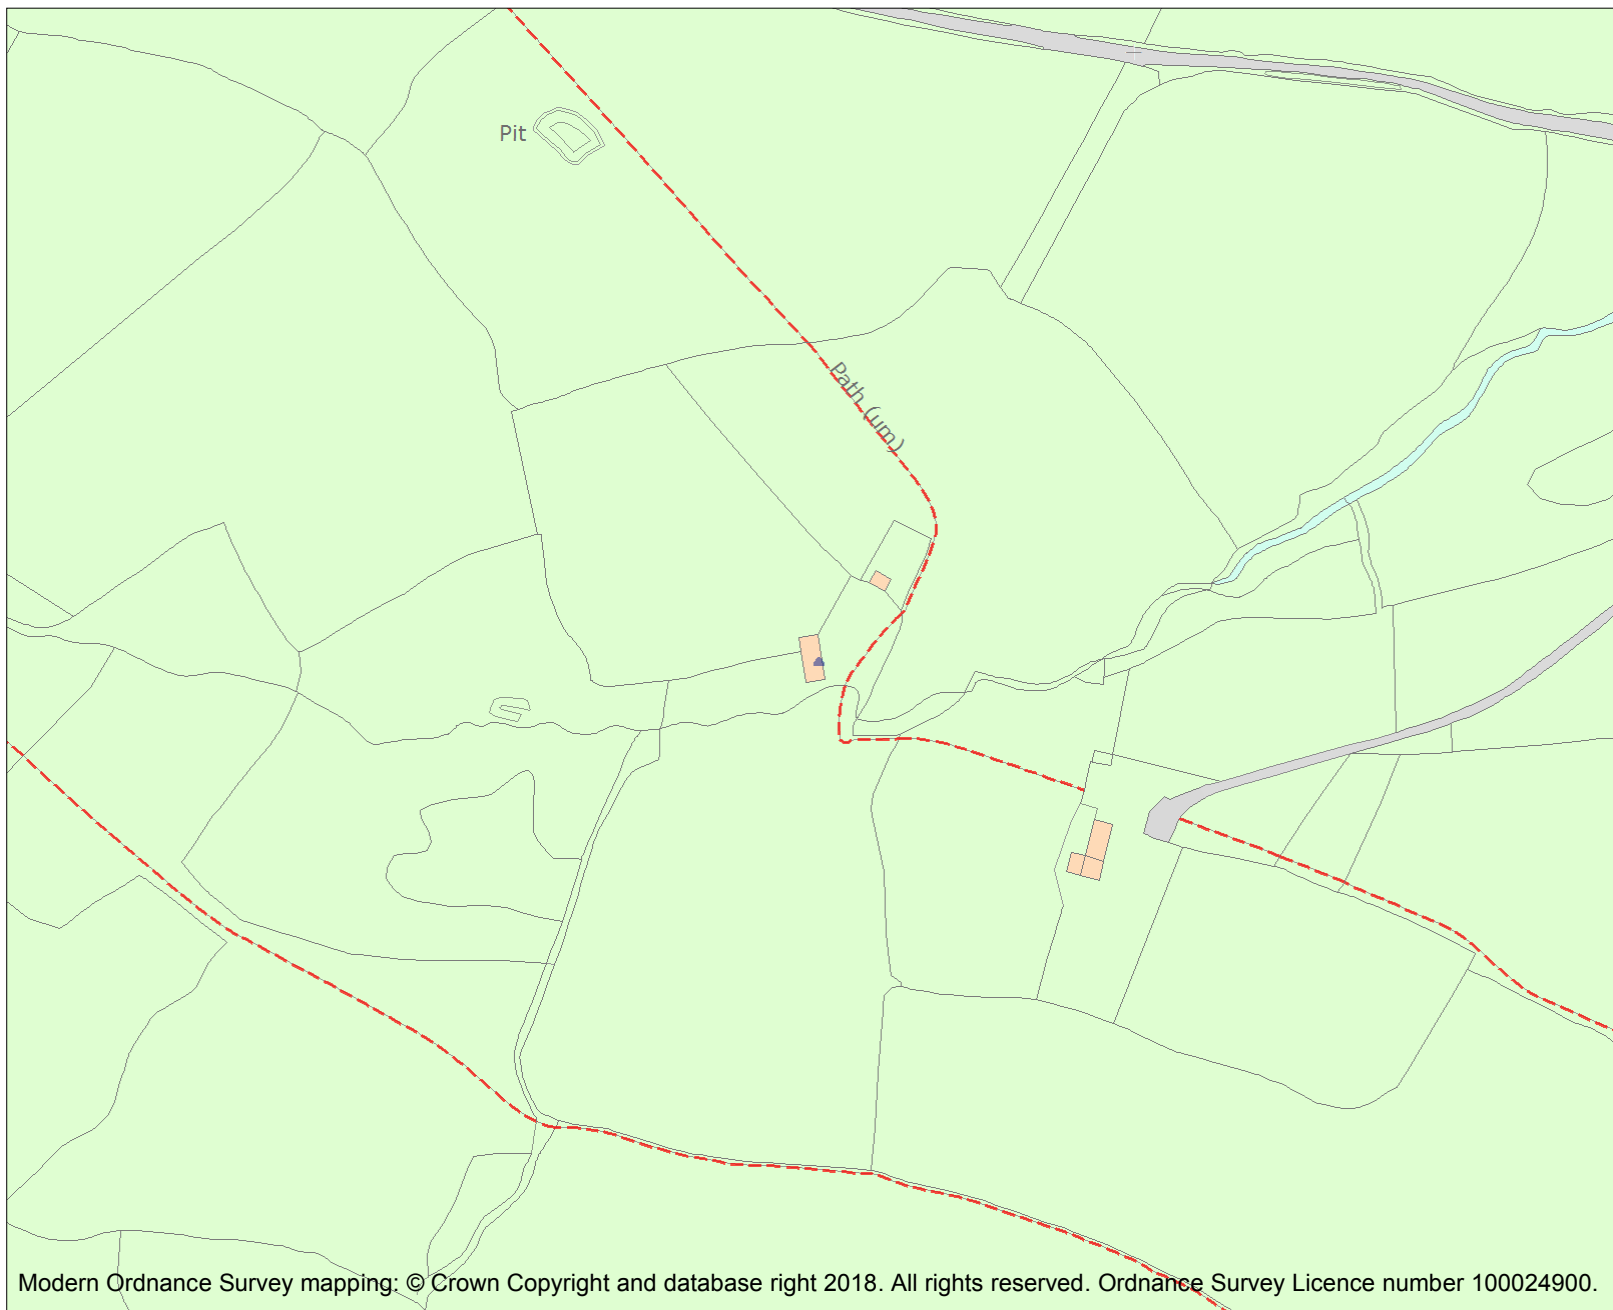 Pit
Path (um)
Modern Ordnance Survey mapping: © Crown Copyright and database right 2018. All rights reserved. Ordnance Survey Licence number 100024900.